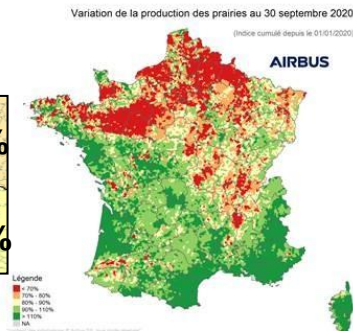 Variation de la production des prairies au 30 septembre 2020
(Indice cumulé depuis le 01/01/2020)
AIRBUS
%
%
Légende
< 70%
70% - 80%
80% - 90%
90% - 110%
> 110%
NA